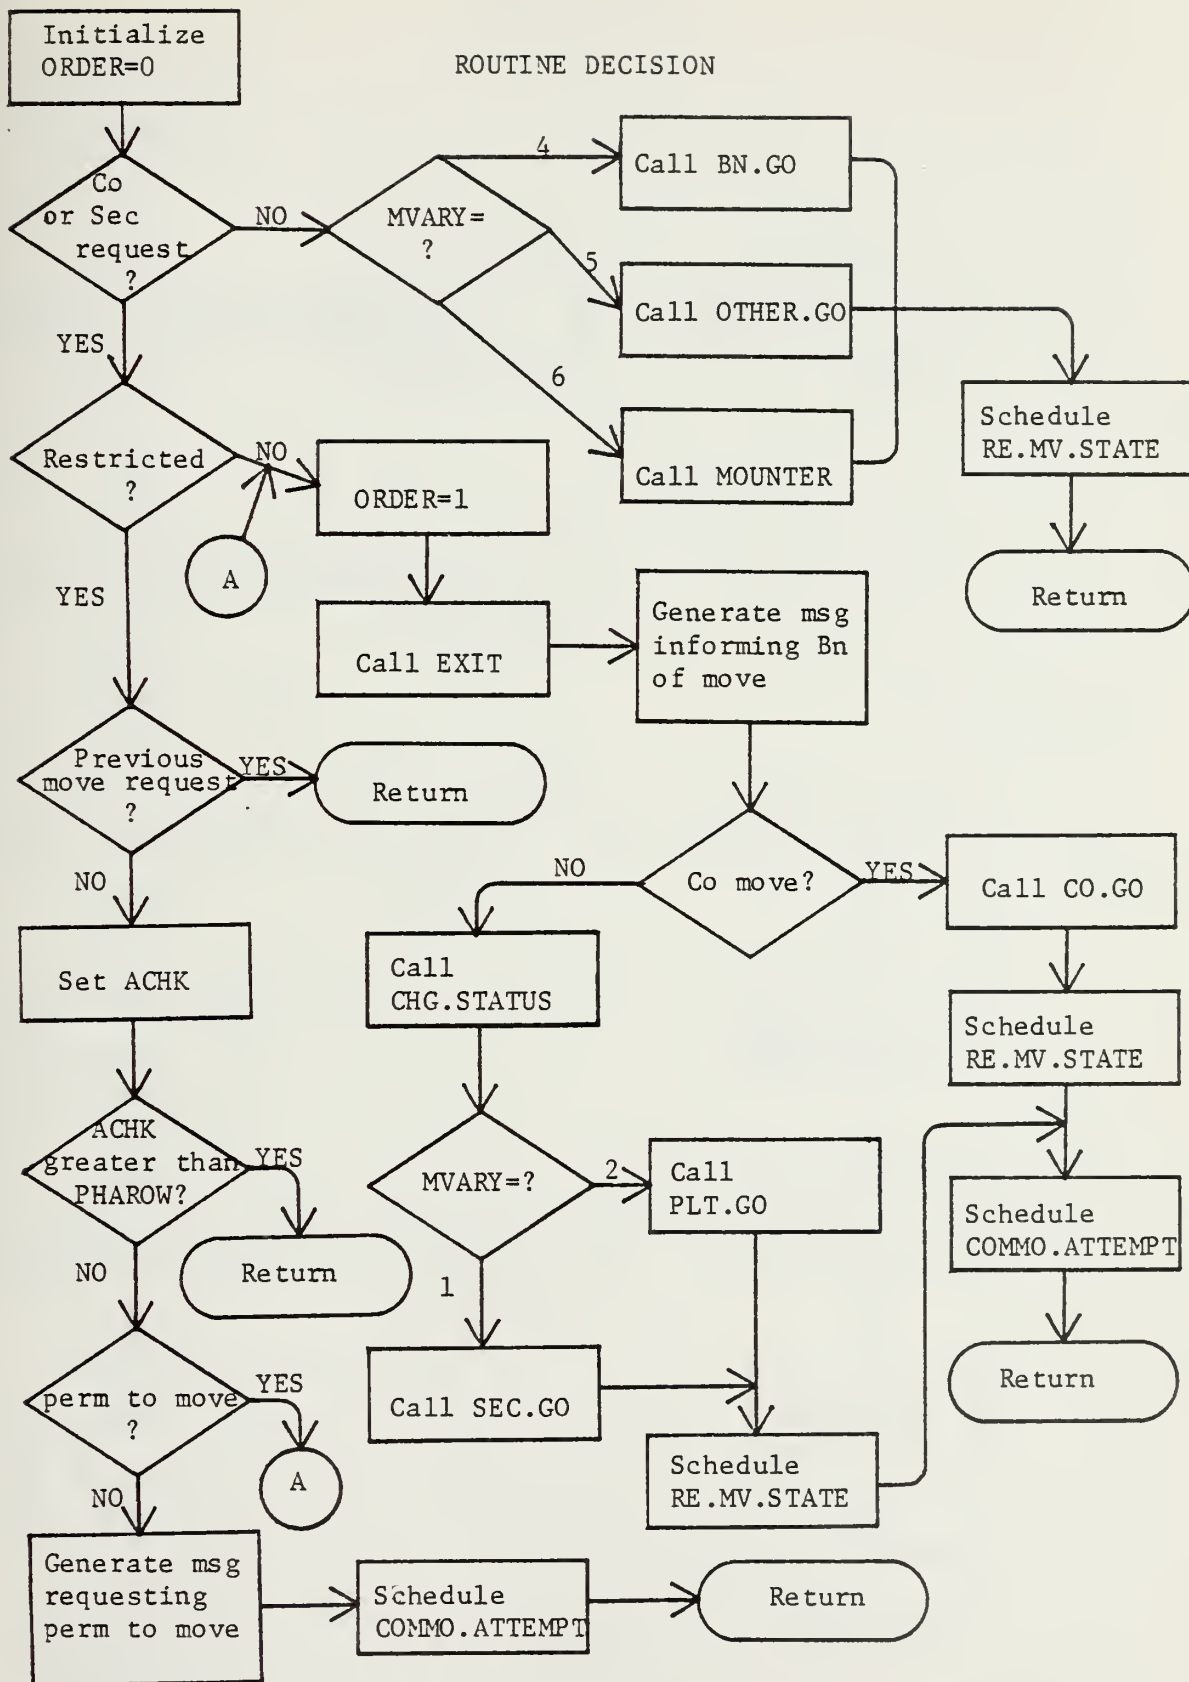 Initialize
ORDER=0
ROUTINE DECISION
Co
or Sec
request
?
NO
MVARY=
?
4
Call BN.GO
5
Call OTHER.GO
6
Call MOUNTER
Schedule
RE.MV.STATE
Return
YES
Restricted
?
NO
A
ORDER=1
Call EXIT
Generate msg
informing Bn
of move
YES
Previous
move request
?
YES
Return
NO
Set ACHK
ACHK
greater than
PHAROW?
YES
Return
NO
perm to move
?
YES
A
NO
Generate msg
requesting
perm to move
Schedule
COMMO.ATTEMPT
Return
Co move?
NO
Call
CHG.STATUS
MVARY=?
2
Call
PLT.GO
1
Call SEC.GO
Schedule
RE.MV.STATE
YES
Call CO.GO
Schedule
RE.MV.STATE
Schedule
COMMO.ATTEMPT
Return